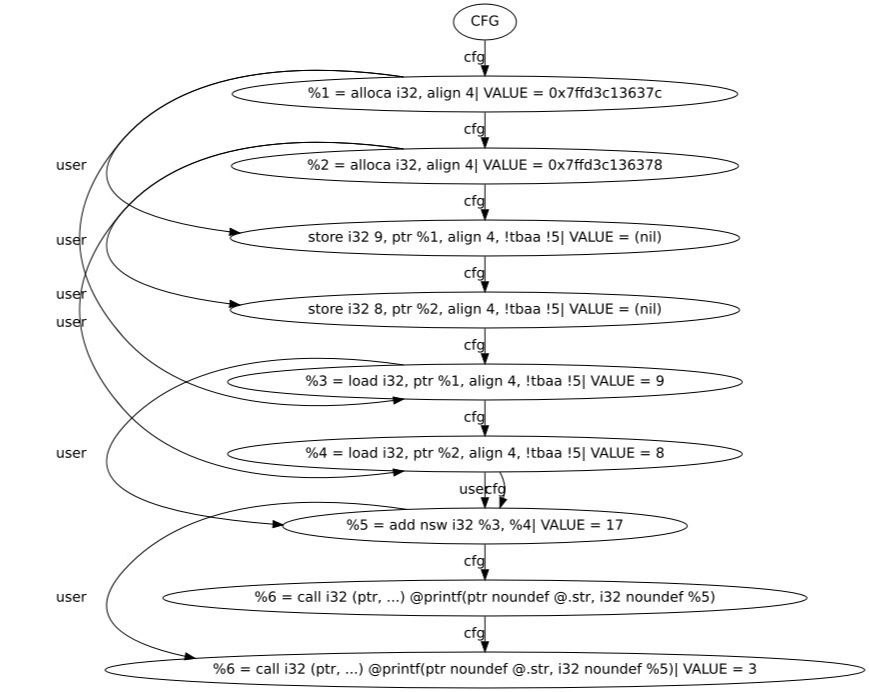 CFG
cfg
%1 = alloca i32, align 4| VALUE = 0x7ffd3c13637c
cfg
user
%2 = alloca i32, align 4| VALUE = 0x7ffd3c136378
cfg
user
store i32 9, ptr %1, align 4, !tbaa !5| VALUE = (nil)
cfg
user
store i32 8, ptr %2, align 4, !tbaa !5| VALUE = (nil)
user
cfg
%3 = load i32, ptr %1, align 4, !tbaa !5| VALUE = 9
cfg
user
%4 = load i32, ptr %2, align 4, !tbaa !5| VALUE = 8
user
cfg
%5 = add nsw i32 %3, %4| VALUE = 17
cfg
user
%6 = call i32 (ptr, ...) @printf(ptr noundef @.str, i32 noundef %5)
cfg
%6 = call i32 (ptr, ...) @printf(ptr noundef @.str, i32 noundef %5)| VALUE = 3